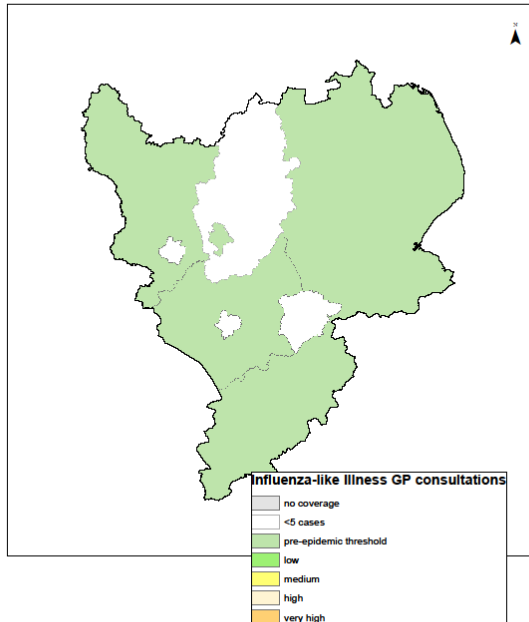 Influenza-like Illness GP consultations
no coverage
<5 cases
pre-epidemic threshold
low
medium
high
very high